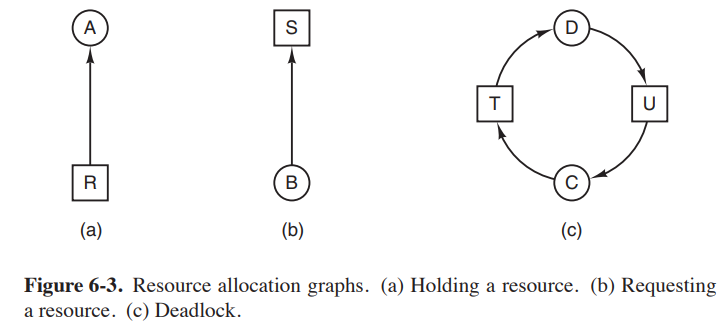 A
S
D
T
U
R
B
C
(a)
(b)
(c)
Figure 6-3. Resource allocation graphs. (a) Holding a resource. (b) Requesting
a resource. (c) Deadlock.